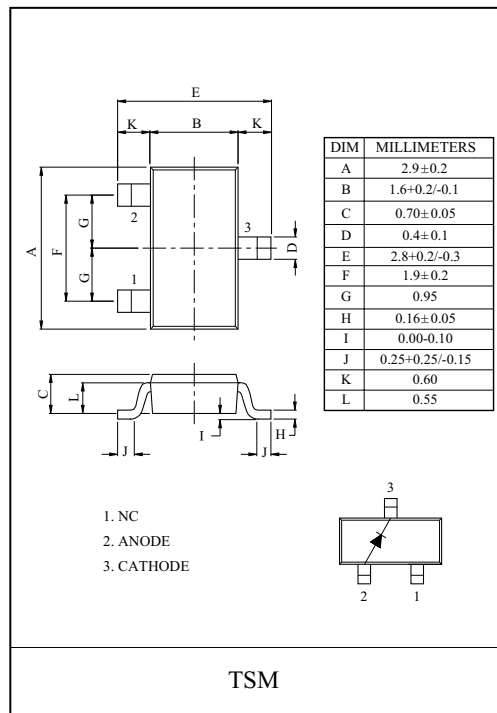 E
K B K
A
F
G
G
2
1
3
D
DIM MILLIMETERS
A 2.9±0.2
B 1.6+0.2/-0.1
C 0.70±0.05
D 0.4±0.1
E 2.8+0.2/-0.3
F 1.9±0.2
G 0.95
H 0.16±0.05
I 0.00-0.10
J 0.25+0.25/-0.15
K 0.60
L 0.55
C
L
I
H
J
J
1. NC
2. ANODE
3. CATHODE
3
2 1
TSM